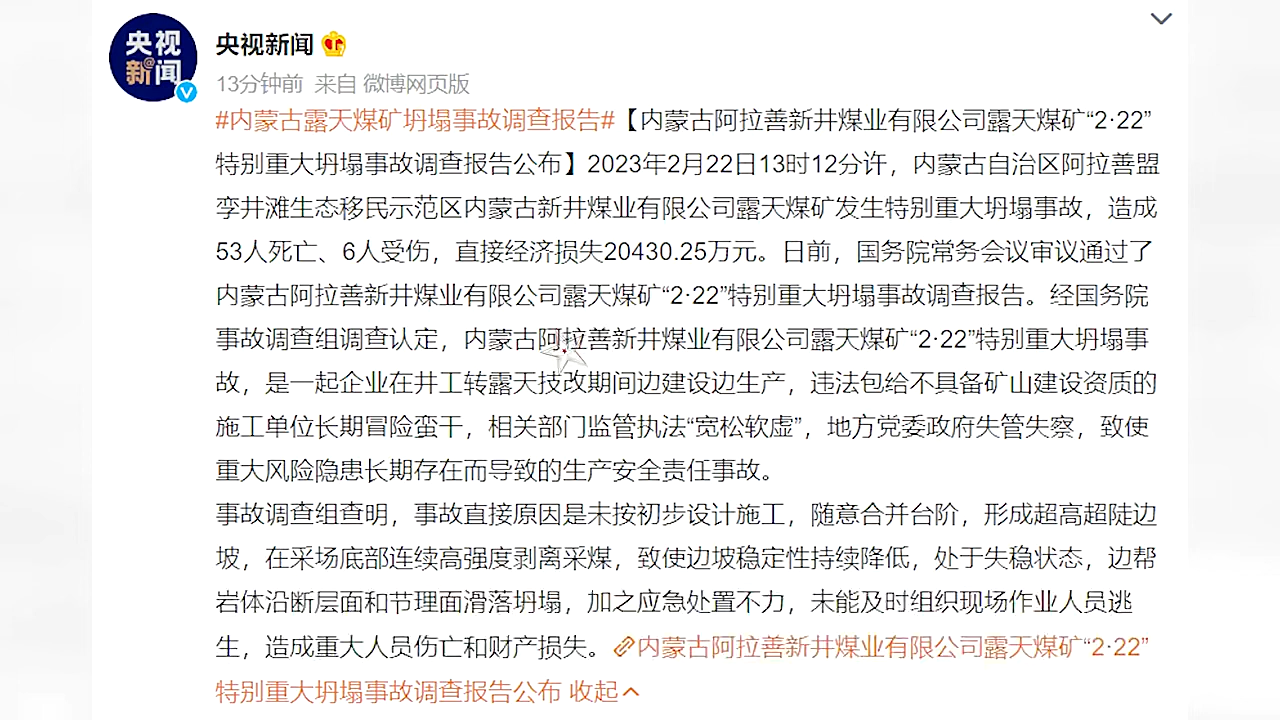 央视
新@闻
央视新闻
13分钟前 来自 微博网页版
#内蒙古露天煤矿坍塌事故调查报告#【内蒙古阿拉善新井煤业有限公司露天煤矿“2·22”
特别重大坍塌事故调查报告公布】2023年2月22日13时12分许，内蒙古自治区阿拉善盟
孪井滩生态移民示范区内蒙古新井煤业有限公司露天煤矿发生特别重大坍塌事故，造成
53人死亡、6人受伤，直接经济损失20430.25万元。日前，国务院常务会议审议通过了
内蒙古阿拉善新井煤业有限公司露天煤矿“2·22”特别重大坍塌事故调查报告。经国务院
事故调查组调查认定，内蒙古阿拉善新井煤业有限公司露天煤矿“2·22”特别重大坍塌事
故，是一起企业在井工转露天技改期间边建设边生产，违法包给不具备矿山建设资质的
施工单位长期冒险蛮干，相关部门监管执法“宽松软虚”，地方党委政府失管失察，致使
重大风险隐患长期存在而导致的生产安全责任事故。
事故调查组查明，事故直接原因是未按初步设计施工，随意合并台阶，形成超高超陡边
坡，在采场底部连续高强度剥离采煤，致使边坡稳定性持续降低，处于失稳状态，边帮
岩体沿断层面和节理面滑落坍塌，加之应急处置不力，未能及时组织现场作业人员逃
生，造成重大人员伤亡和财产损失。内蒙古阿拉善新井煤业有限公司露天煤矿“2·22”
特别重大坍塌事故调查报告公布 收起